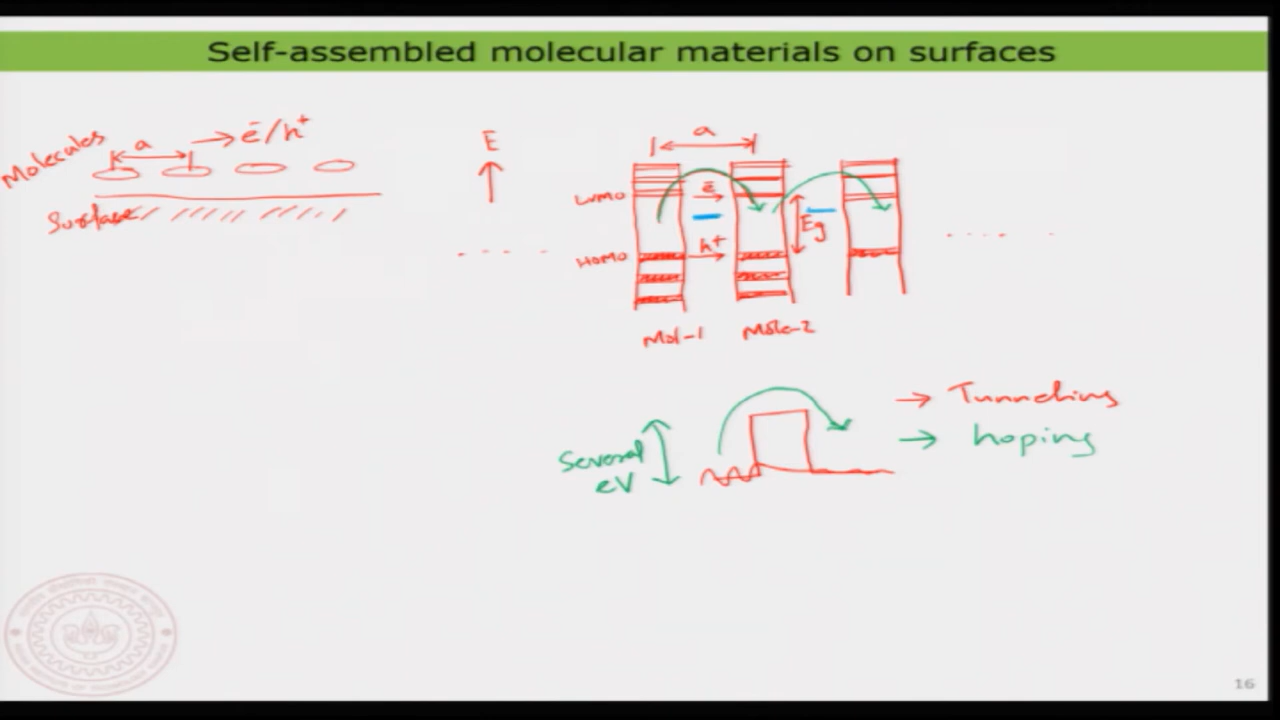 Self-assembled molecular materials on surfaces
Molecules
a
→ ē/h⁺
Surface
E
a
LUMO
ē
Eg
HOMO
h⁺
Mol-1
Mole-2
Several
eV
→ Tunneling
→ hoping
16